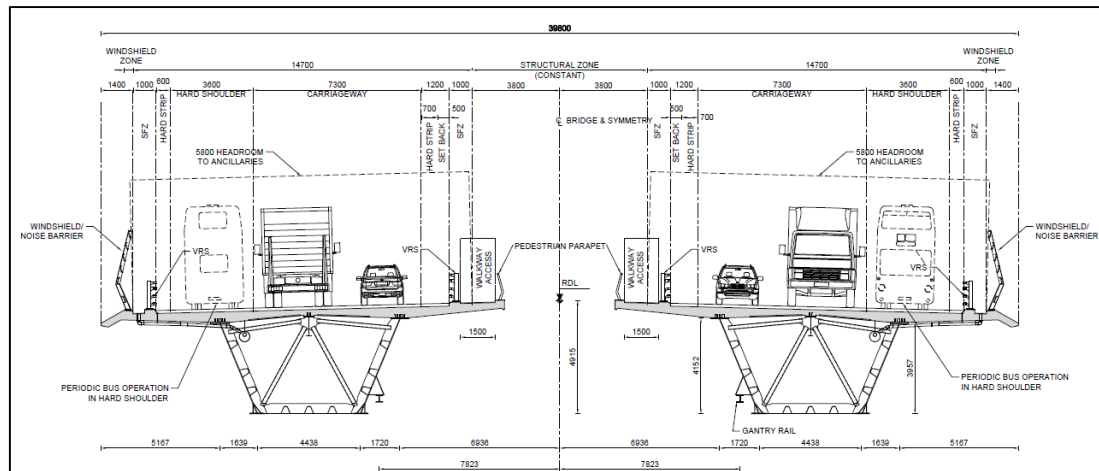 39800
WINDSHIELD
ZONE
14700
STRUCTURAL ZONE
(CONSTANT)
14700
WINDSHIELD
ZONE
1400
1000
600
3600
7300
1200
1000
3800
3800
1000
1200
7300
3600
600
1000
1400
HARD SHOULDER
CARRIAGEWAY
CARRIAGEWAY
HARD SHOULDER
700
500
500
700
SFZ
HARD STRIP
HARD STRIP
SET BACK
SFZ
℄ BRIDGE & SYMMETRY
SFZ
SET BACK
HARD STRIP
HARD STRIP
SFZ
5800 HEADROOM
TO ANCILLARIES
5800 HEADROOM
TO ANCILLARIES
WINDSHIELD/
NOISE BARRIER
VRS
VRS
WALKWAY
ACCESS
PEDESTRIAN PARAPET
WALKWAY
ACCESS
VRS
VRS
WINDSHIELD/
NOISE BARRIER
RDL
1500
1500
4915
4152
3957
PERIODIC BUS OPERATION
IN HARD SHOULDER
PERIODIC BUS OPERATION
IN HARD SHOULDER
GANTRY RAIL
5167
1639
4438
1720
6936
6936
1720
4438
1639
5167
7823
7823